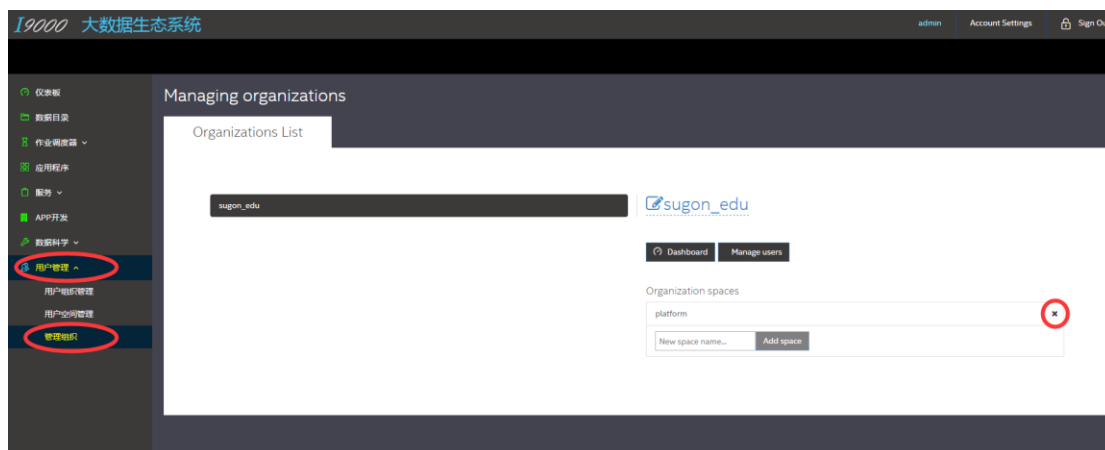 I9000 大数据生态系统
admin Account Settings Sign Ou
仪表板
数据目录
作业调度器
应用程序
服务
APP开发
数据科学
用户管理
用户组织管理
用户空间管理
管理组织
Managing organizations
Organizations List
sugon_edu
sugon_edu
Dashboard Manage users
Organization spaces
platform
New space name... Add space